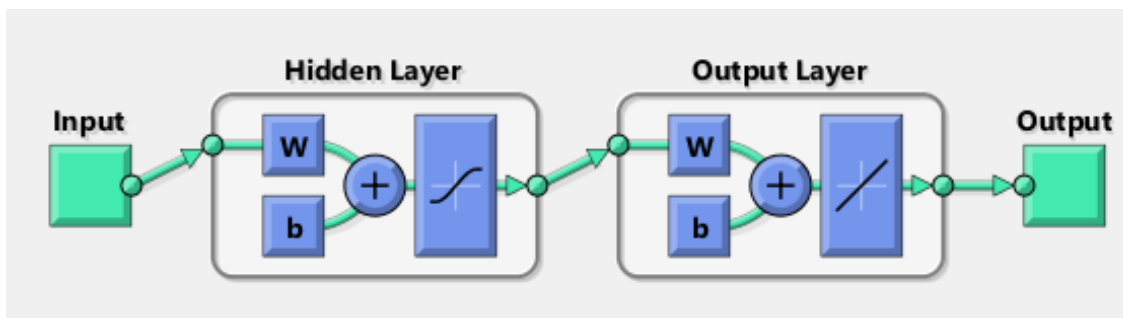 Hidden Layer
Output Layer
Input
Output
W
W
+
+
b
b